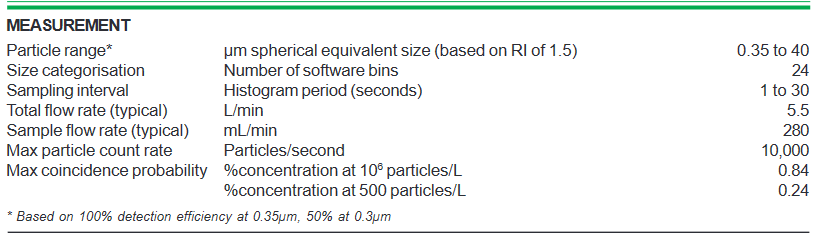 MEASUREMENT
Particle range* µm spherical equivalent size (based on RI of 1.5) 0.35 to 40
Size categorisation Number of software bins 24
Sampling interval Histogram period (seconds) 1 to 30
Total flow rate (typical) L/min 5.5
Sample flow rate (typical) mL/min 280
Max particle count rate Particles/second 10,000
Max coincidence probability %concentration at 10⁶ particles/L 0.84
%concentration at 500 particles/L 0.24
* Based on 100% detection efficiency at 0.35µm, 50% at 0.3µm